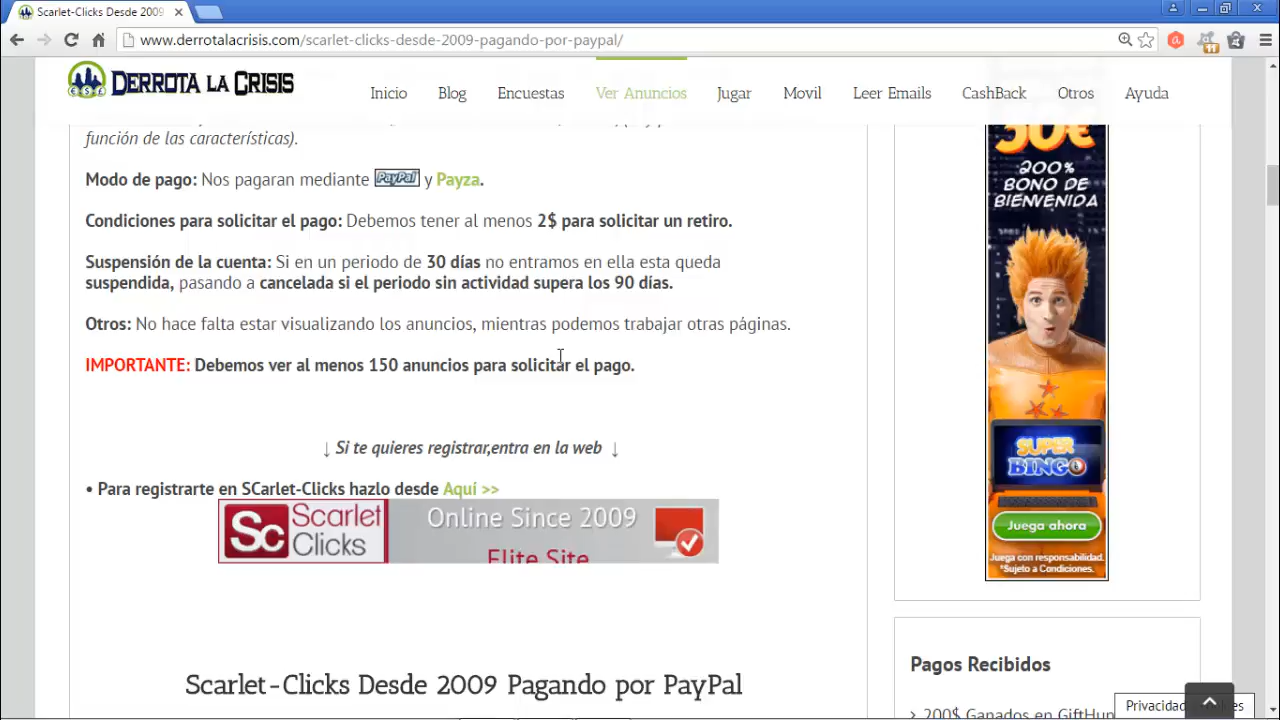 Scarlet-Clicks Desde 2009
www.derrotalacrisis.com/scarlet-clicks-desde-2009-pagando-por-paypal/
11
DERROTA LA CRISIS
Inicio Blog Encuestas Ver Anuncios Jugar Movil Leer Emails CashBack Otros Ayuda
función de las características).
Modo de pago: Nos pagaran mediante PayPal y Payza.
Condiciones para solicitar el pago: Debemos tener al menos 2$ para solicitar un retiro.
Suspensión de la cuenta: Si en un periodo de 30 días no entramos en ella esta queda
suspendida, pasando a cancelada si el periodo sin actividad supera los 90 días.
Otros: No hace falta estar visualizando los anuncios, mientras podemos trabajar otras páginas.
IMPORTANTE: Debemos ver al menos 150 anuncios para solicitar el pago.
↓ Si te quieres registrar,entra en la web ↓
• Para registrarte en SCarlet-Clicks hazlo desde Aqui >>
Sc Scarlet Clicks
Online Since 2009
Elite Site
Scarlet-Clicks Desde 2009 Pagando por PayPal
50€
200%
BONO DE
BIENVENIDA
SUPER
BINGO
Juega ahora
Juega con responsabilidad.
*Sujeto a Condiciones.
Pagos Recibidos
> 200$ Ganados en GiftHun
Privacidad